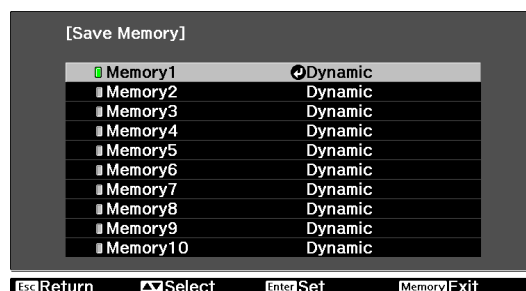 [Save Memory]
Memory1 Dynamic
Memory2 Dynamic
Memory3 Dynamic
Memory4 Dynamic
Memory5 Dynamic
Memory6 Dynamic
Memory7 Dynamic
Memory8 Dynamic
Memory9 Dynamic
Memory10 Dynamic
Esc Return Select Enter Set Memory Exit